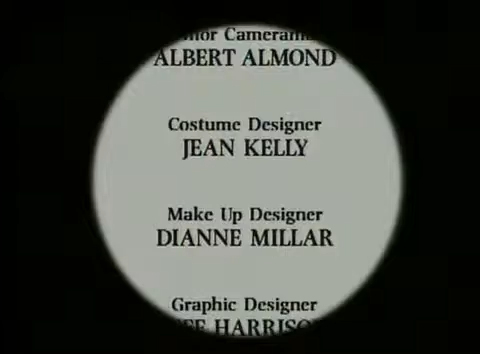 ALBERT ALMOND
Costume Designer
JEAN KELLY
Make Up Designer
DIANNE MILLAR
Graphic Designer